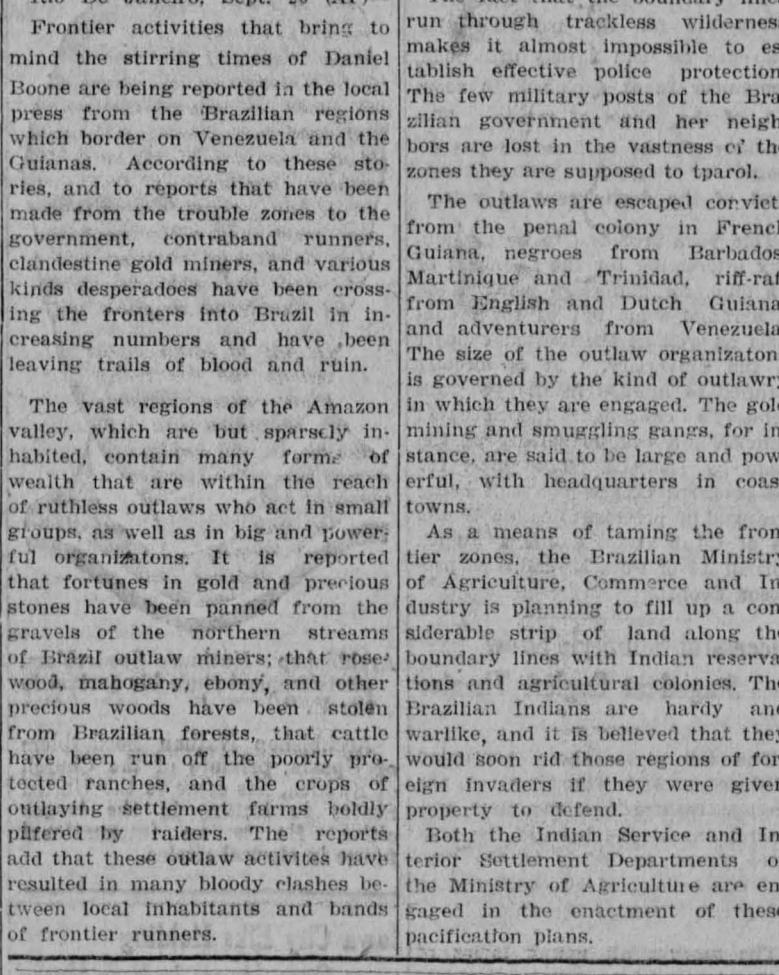 Frontier activities that bring to
mind the stirring times of Daniel
Boone are being reported in the local
press from the Brazilian regions
which border on Venezuela and the
Guianas. According to these sto-
ries, and to reports that have been
made from the trouble zones to the
government, contraband runners,
clandestine gold miners, and various
kinds desperadoes have been cross-
ing the fronters into Brazil in in-
creasing numbers and have been
leaving trails of blood and ruin.
The vast regions of the Amazon
valley, which are but sparsely in-
habited, contain many forms of
wealth that are within the reach
of ruthless outlaws who act in small
groups, as well as in big and power-
ful organizatons. It is reported
that fortunes in gold and precious
stones have been panned from the
gravels of the northern streams
of Brazil outlaw miners; that rose-
wood, mahogany, ebony, and other
precious woods have been stolen
from Brazilian forests, that cattle
have been run off the poorly pro-
tected ranches, and the crops of
outlaying settlement farms boldly
pilfered by raiders. The reports
add that these outlaw activites have
resulted in many bloody clashes be-
tween local inhabitants and bands
of frontier runners.
run through trackless wildernes
makes it almost impossible to es
tablish effective police protection
The few military posts of the Bra
zilian government and her neigh
bors are lost in the vastness of th
zones they are supposed to tparol.
The outlaws are escaped convict
from the penal colony in Frenc
Guiana, negroes from Barbados
Martinique and Trinidad, riff-raf
from English and Dutch Guiana
and adventurers from Venezuela
The size of the outlaw organizaton
is governed by the kind of outlawr
in which they are engaged. The gol
mining and smuggling gangs, for in
stance, are said to be large and pow
erful, with headquarters in coas
towns.
As a means of taming the fron
tier zones, the Brazilian Ministr
of Agriculture, Commerce and In
dustry is planning to fill up a con
siderable strip of land along th
boundary lines with Indian reserva
tions and agricultural colonies. Th
Brazilian Indians are hardy an
warlike, and it is believed that the
would soon rid those regions of for
eign invaders if they were give
property to defend.
Both the Indian Service and In
terior Settlement Departments o
the Ministry of Agriculture are en
gaged in the enactment of thes
pacification plans.